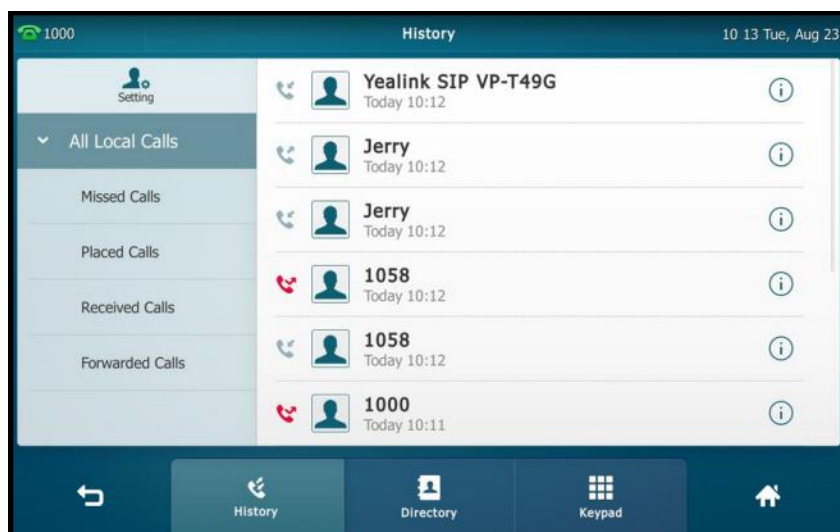 1000
History
10 13 Tue, Aug 23
Setting
All Local Calls
Missed Calls
Placed Calls
Received Calls
Forwarded Calls
Yealink SIP VP-T49G
Today 10:12
Jerry
Today 10:12
Jerry
Today 10:12
1058
Today 10:12
1058
Today 10:12
1000
Today 10:11
History
Directory
Keypad